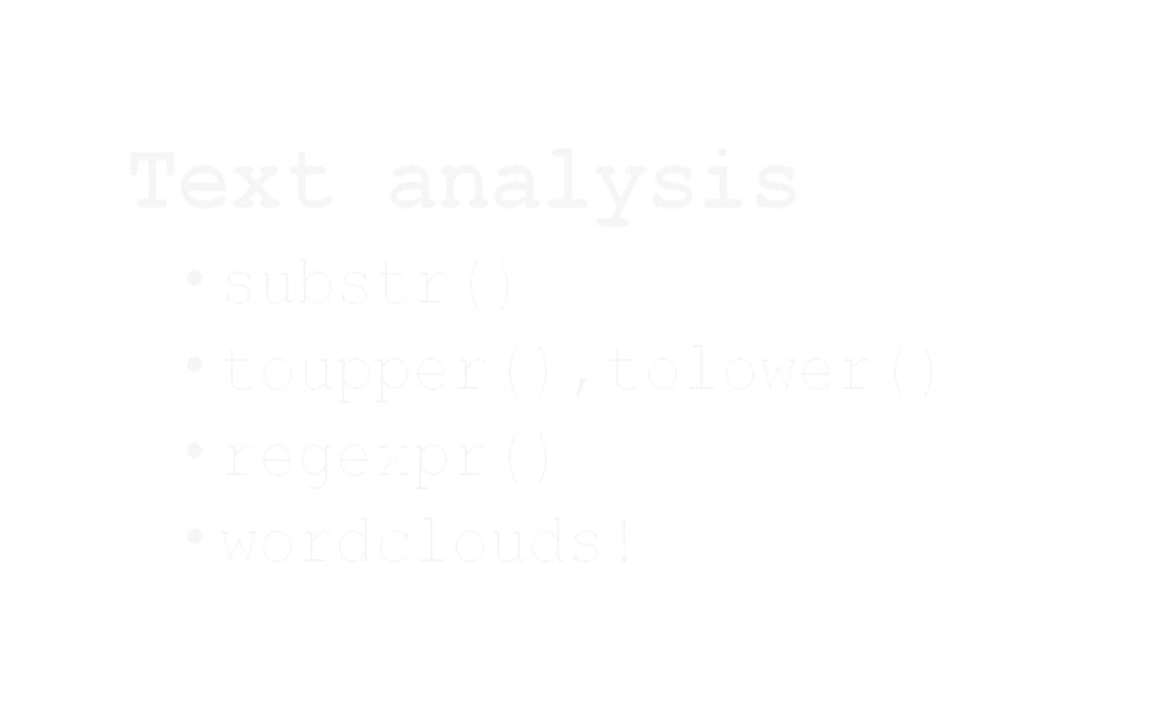 Text analysis
• substr()
• toupper(),tolower()
• regexpr()
• wordclouds!